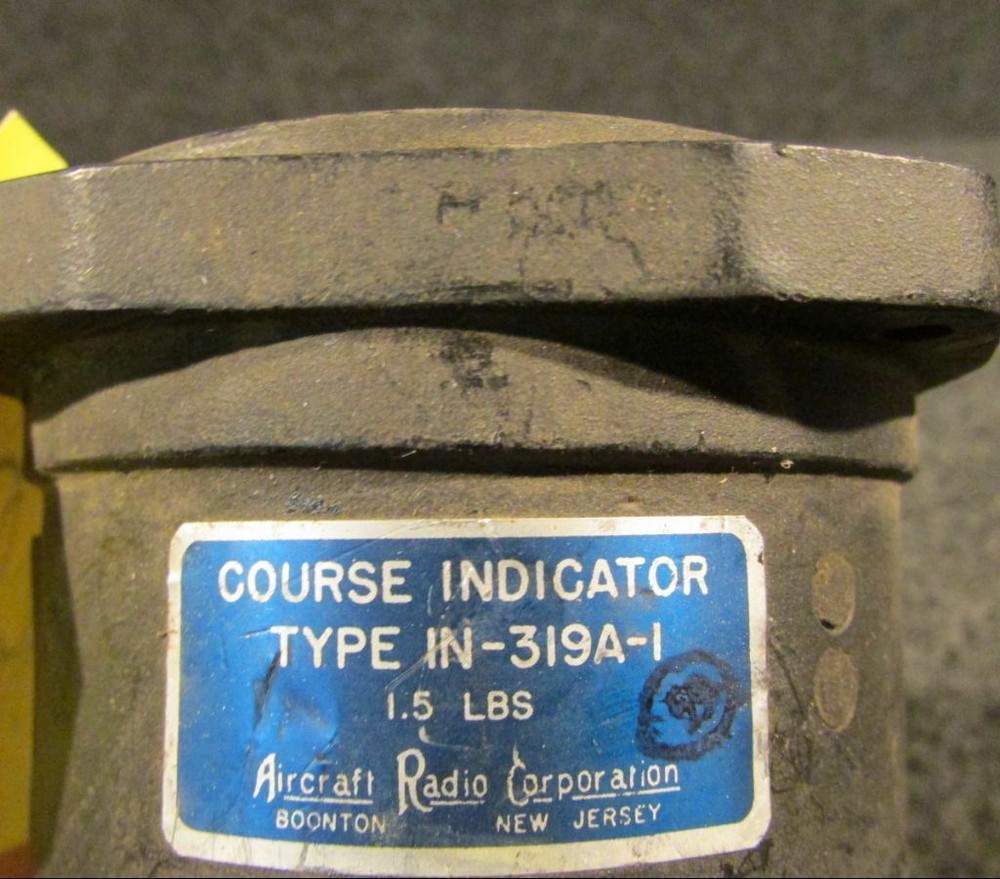 COURSE INDICATOR
TYPE IN-319A-1
1.5 LBS
Aircraft Radio Corporation
BOONTON NEW JERSEY